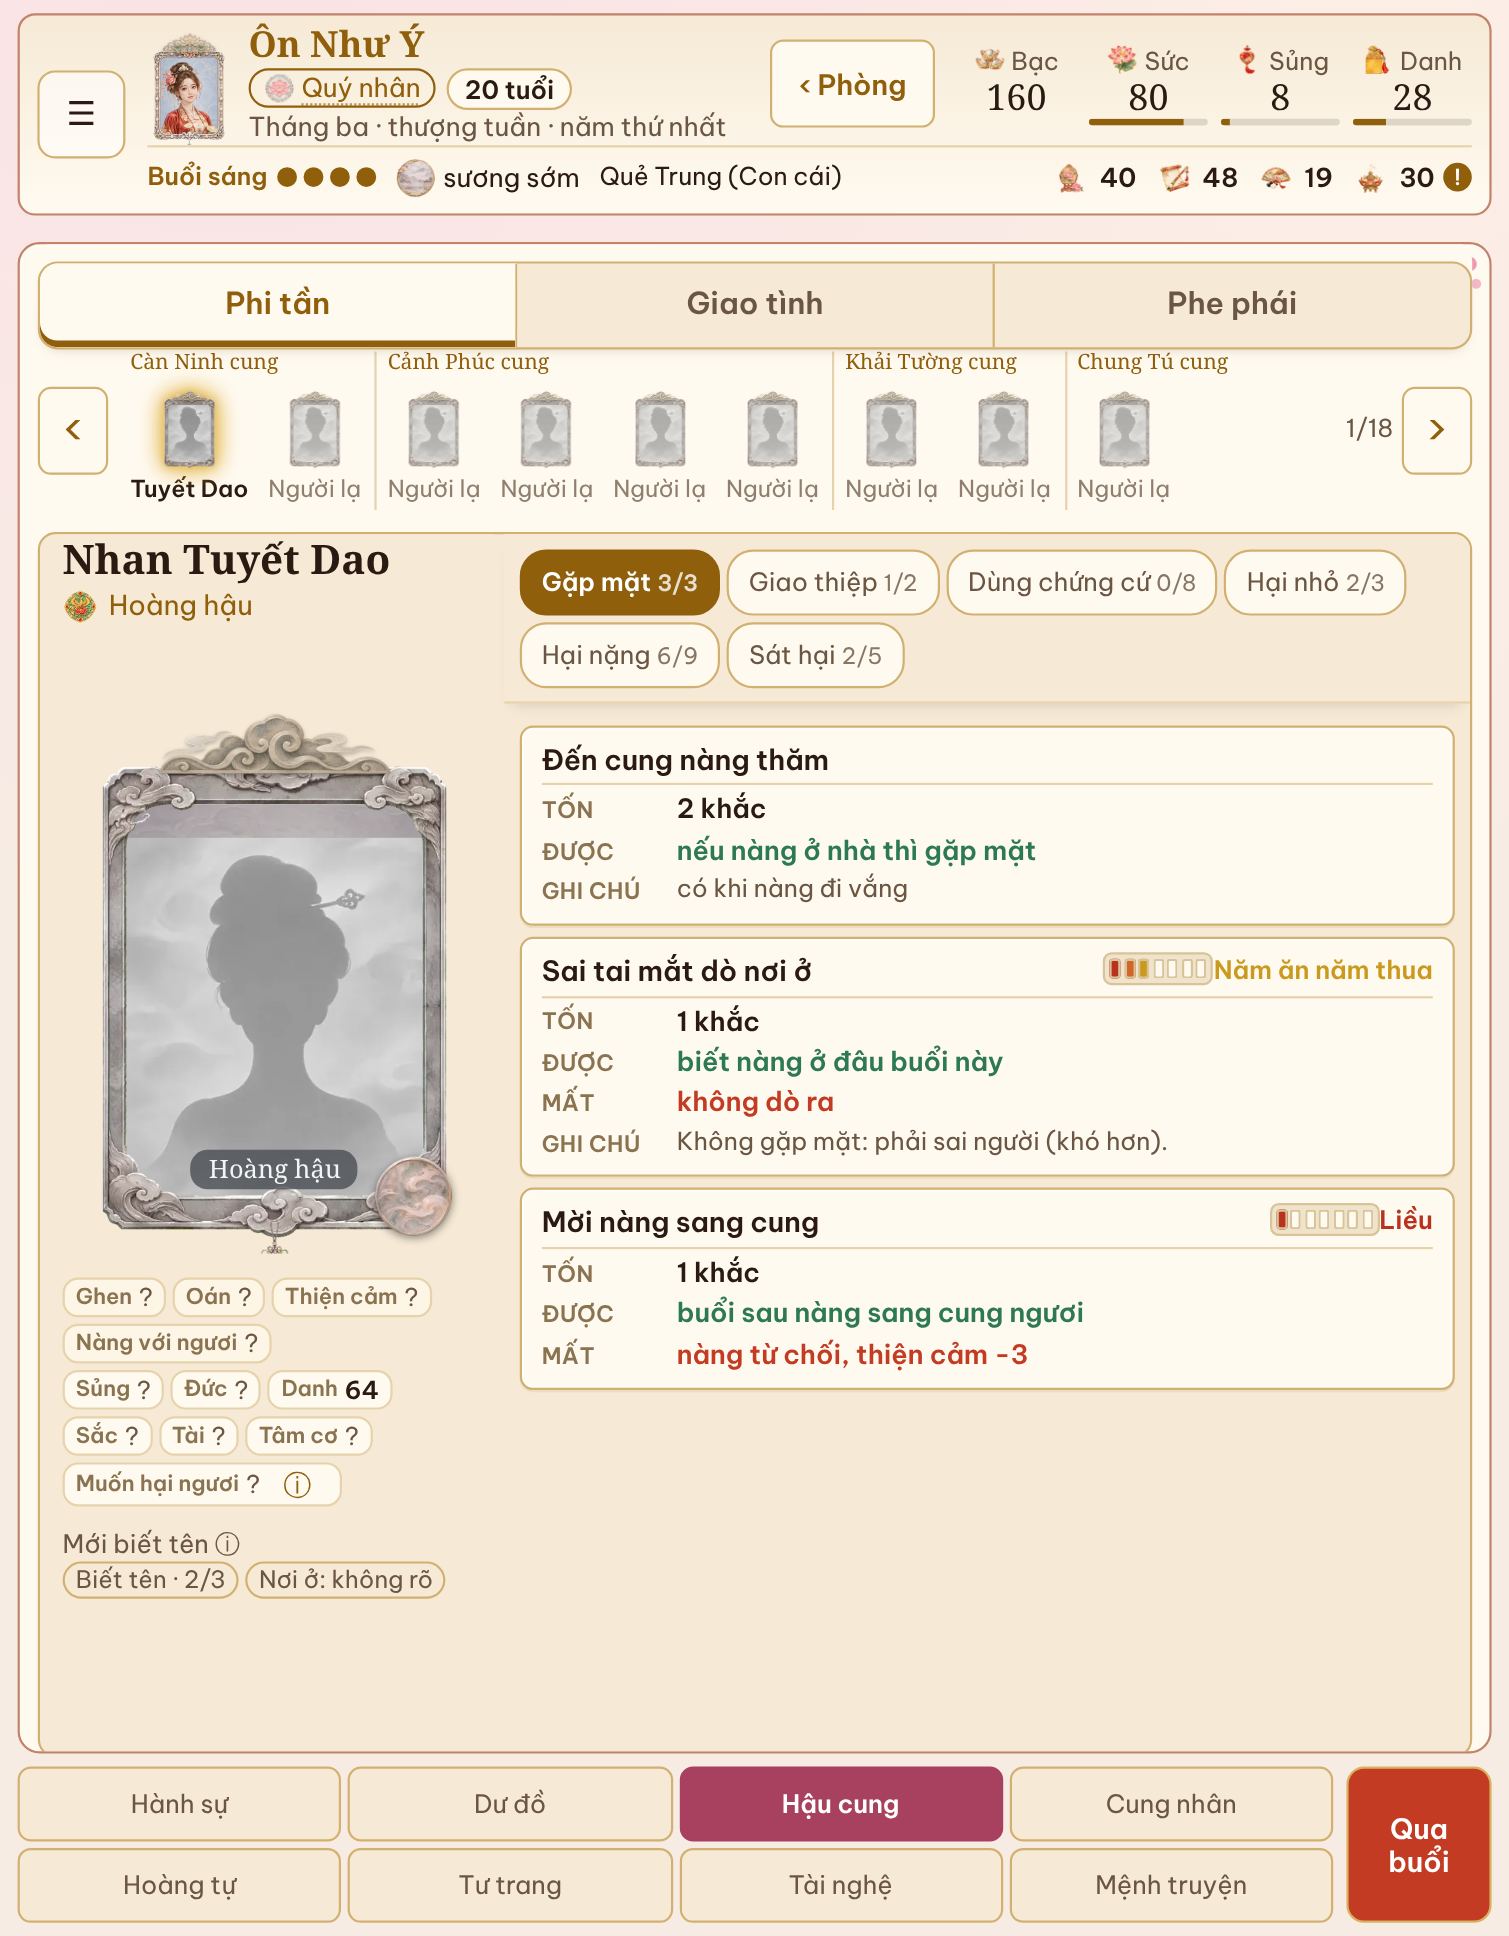 Ôn Như Ý
Quý nhân 20 tuổi
Tháng ba · thượng tuần · năm thứ nhất
‹ Phòng
Bạc Sức Sủng Danh
160 80 8 28
Buổi sáng sương sớm Quẻ Trung (Con cái) 40 48 19 30 !
Phi tần Giao tình Phe phái
Càn Ninh cung Cảnh Phúc cung Khải Tường cung Chung Tú cung
1/18
Tuyết Dao Người lạ Người lạ Người lạ Người lạ Người lạ Người lạ Người lạ Người lạ
Nhan Tuyết Dao
Hoàng hậu
Hoàng hậu
Ghen ? Oán ? Thiện cảm ?
Nàng với ngươi ?
Sủng ? Đức ? Danh 64
Sắc ? Tài ? Tâm cơ ?
Muốn hại ngươi ? ⓘ
Mới biết tên ⓘ
Biết tên · 2/3 Nơi ở: không rõ
Gặp mặt 3/3 Giao thiệp 1/2 Dùng chứng cứ 0/8 Hại nhỏ 2/3
Hại nặng 6/9 Sát hại 2/5
Đến cung nàng thăm
TỐN 2 khắc
ĐƯỢC nếu nàng ở nhà thì gặp mặt
GHI CHÚ có khi nàng đi vắng
Sai tai mắt dò nơi ở Năm ăn năm thua
TỐN 1 khắc
ĐƯỢC biết nàng ở đâu buổi này
MẤT không dò ra
GHI CHÚ Không gặp mặt: phải sai người (khó hơn).
Mời nàng sang cung Liều
TỐN 1 khắc
ĐƯỢC buổi sau nàng sang cung ngươi
MẤT nàng từ chối, thiện cảm -3
Hành sự Dư đồ Hậu cung Cung nhân
Hoàng tự Tư trang Tài nghệ Mệnh truyện
Qua
buổi